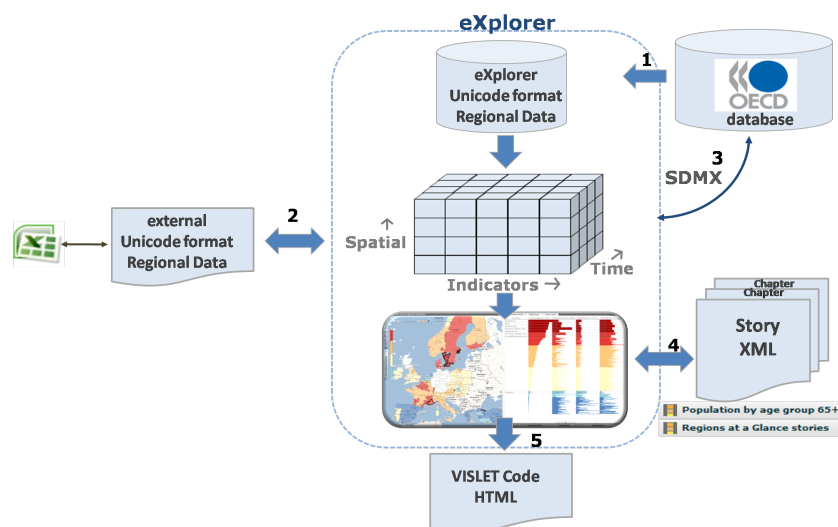 eXplorer
1
eXplorer
Unicode format
Regional Data
OECD
database
3
SDMX
2
external
Unicode format
Regional Data
Spatial
Time
Indicators
Chapter
Chapter
Story
XML
4
Population by age group 65+
Regions at a Glance stories
5
VISLET Code
HTML